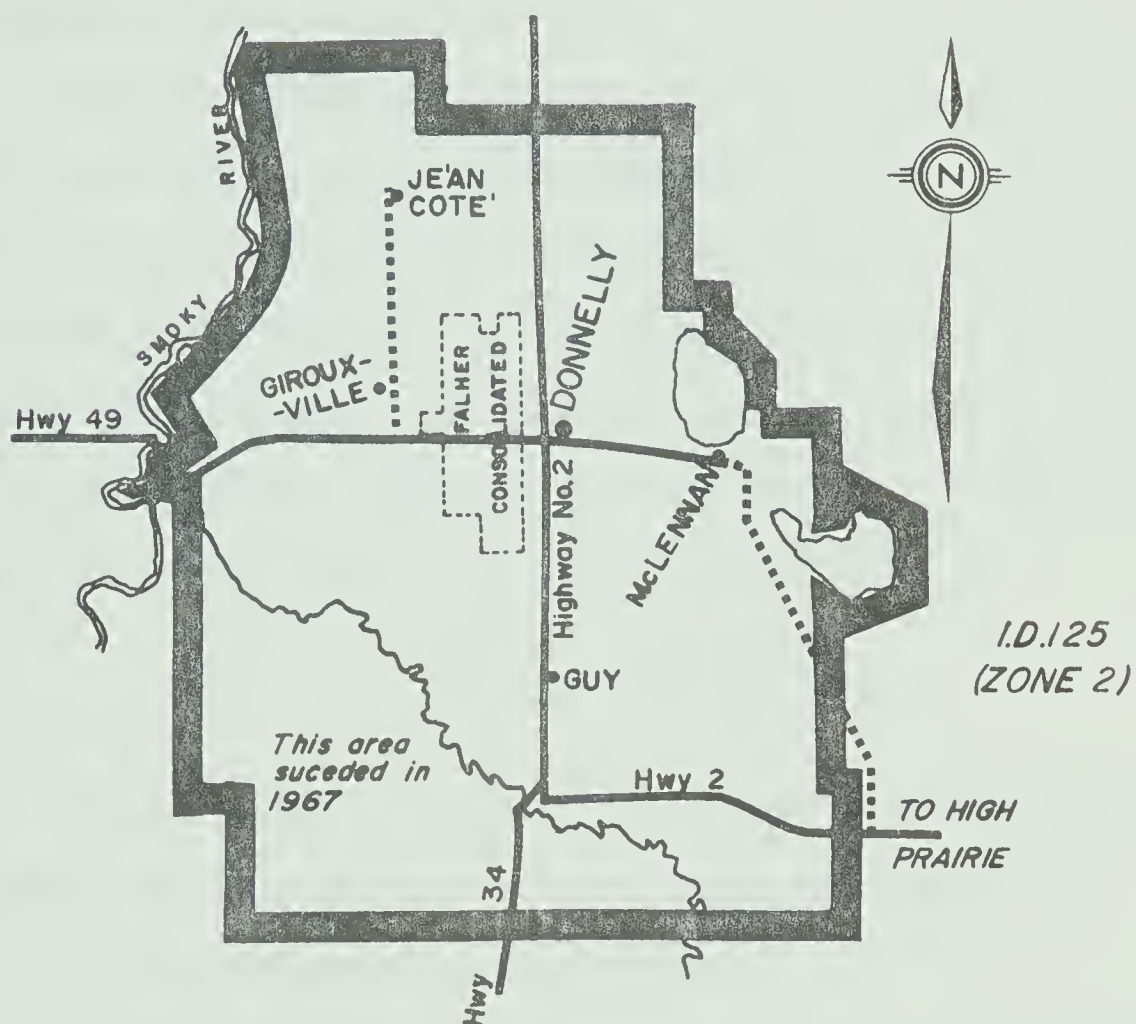 RIVER
SMOKY
JE'AN
COTE'
N
DONNELLY
GIROUX-
-VILLE
FALHER
CONSOLIDATED
Hwy 49
Highway No. 2
McLENNAN
I.D.125
(ZONE 2)
GUY
This area
suceded in
1967
Hwy 2
TO HIGH
PRAIRIE
34
Hwy